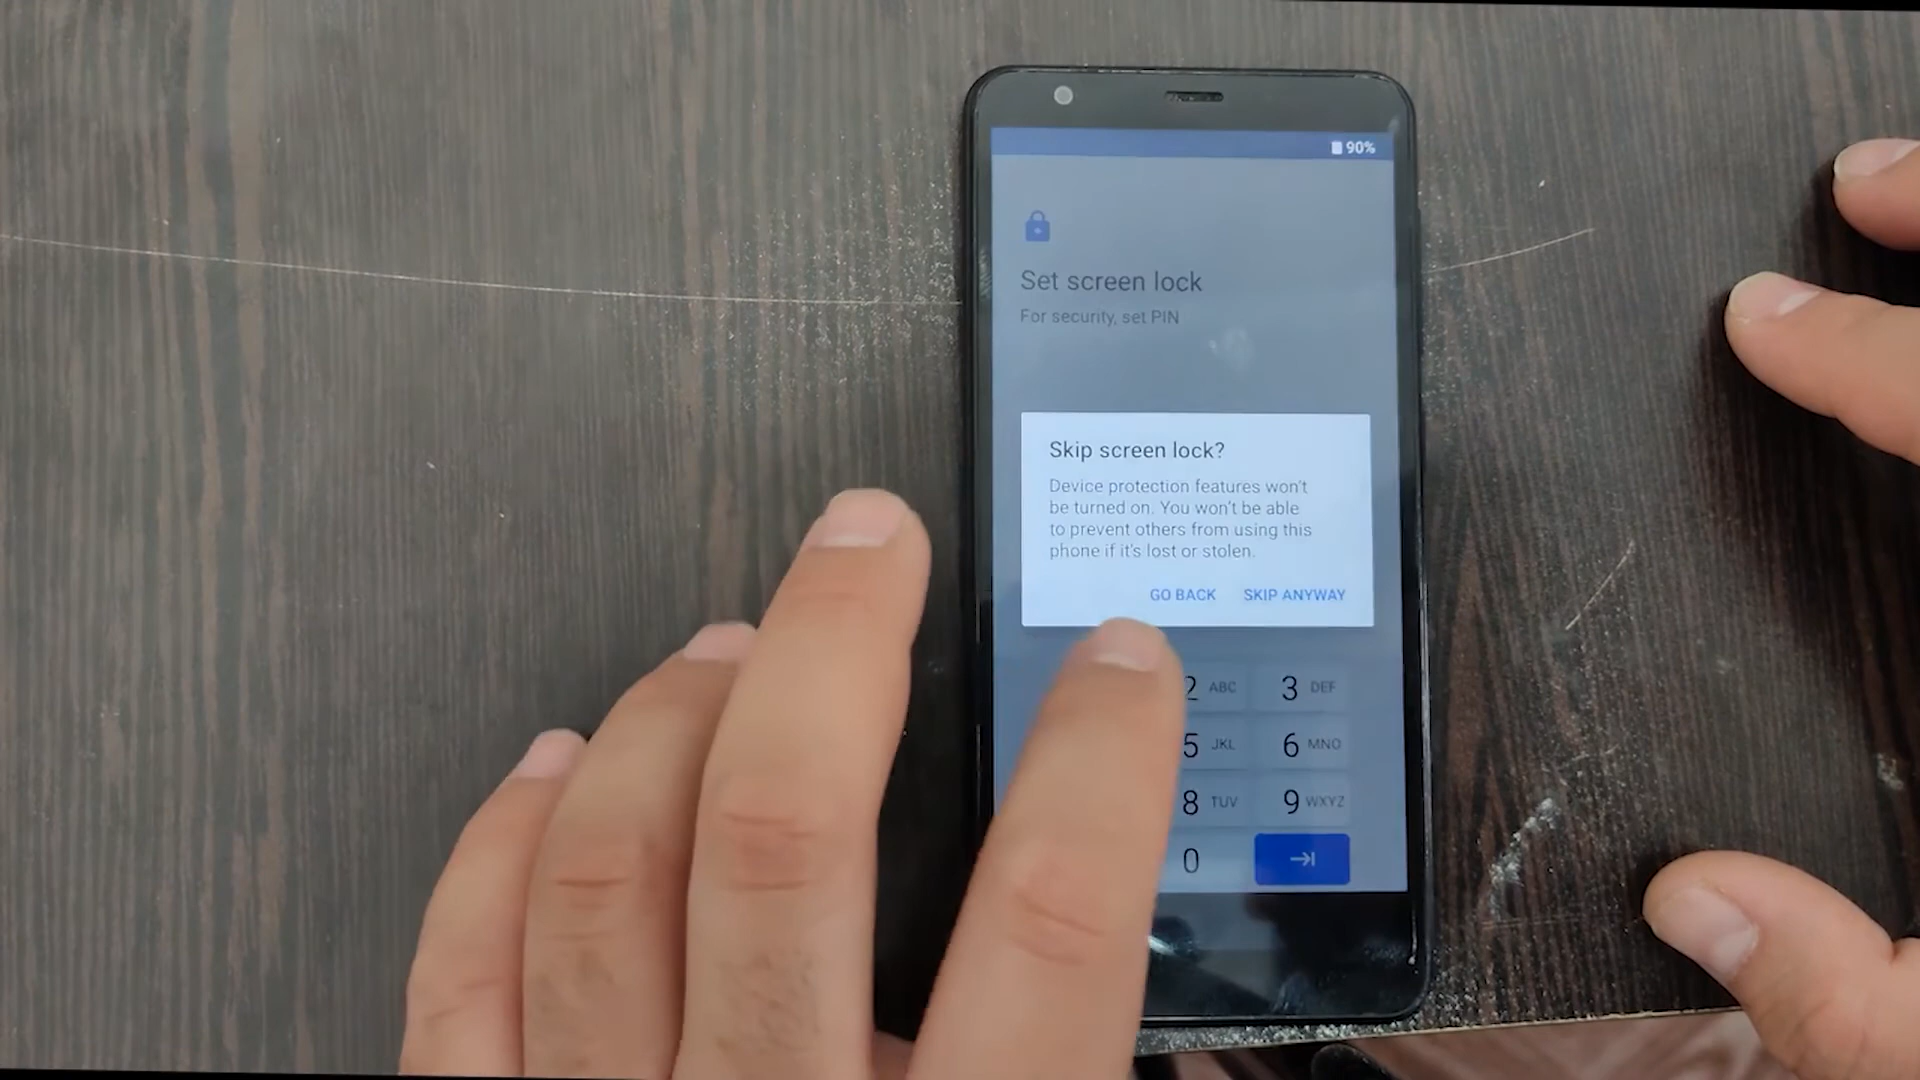 90%
Set screen lock
For security, set PIN
Skip screen lock?
Device protection features won't
be turned on. You won't be able
to prevent others from using this
phone if it's lost or stolen.
GO BACK SKIP ANYWAY
2 ABC 3 DEF
5 JKL 6 MNO
8 TUV 9 WXYZ
0